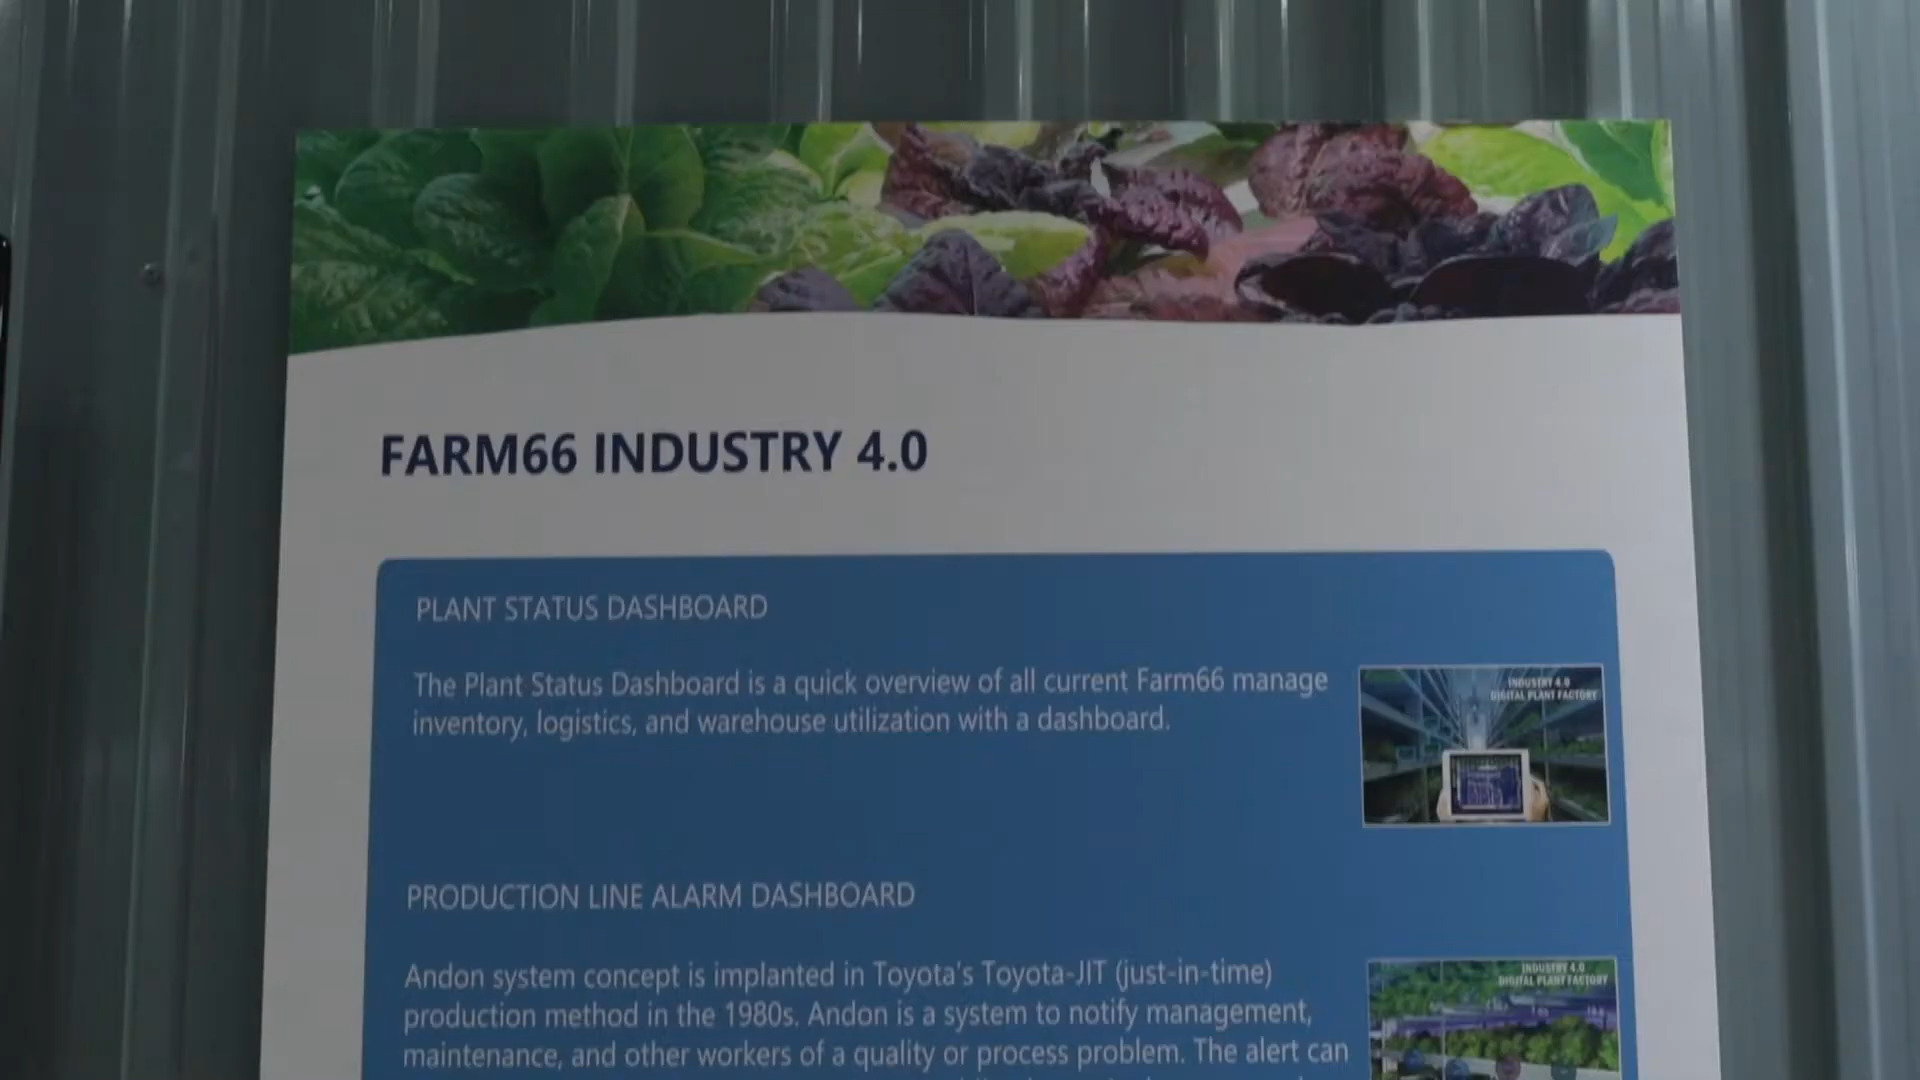 FARM66 INDUSTRY 4.0
PLANT STATUS DASHBOARD
The Plant Status Dashboard is a quick overview of all current Farm66 manage
inventory, logistics, and warehouse utilization with a dashboard.
INDUSTRY 4.0
DIGITAL PLANT FACTORY
PRODUCTION LINE ALARM DASHBOARD
Andon system concept is implanted in Toyota's Toyota-JIT (just-in-time)
production method in the 1980s. Andon is a system to notify management,
maintenance, and other workers of a quality or process problem. The alert can
INDUSTRY 4.0
DIGITAL PLANT FACTORY